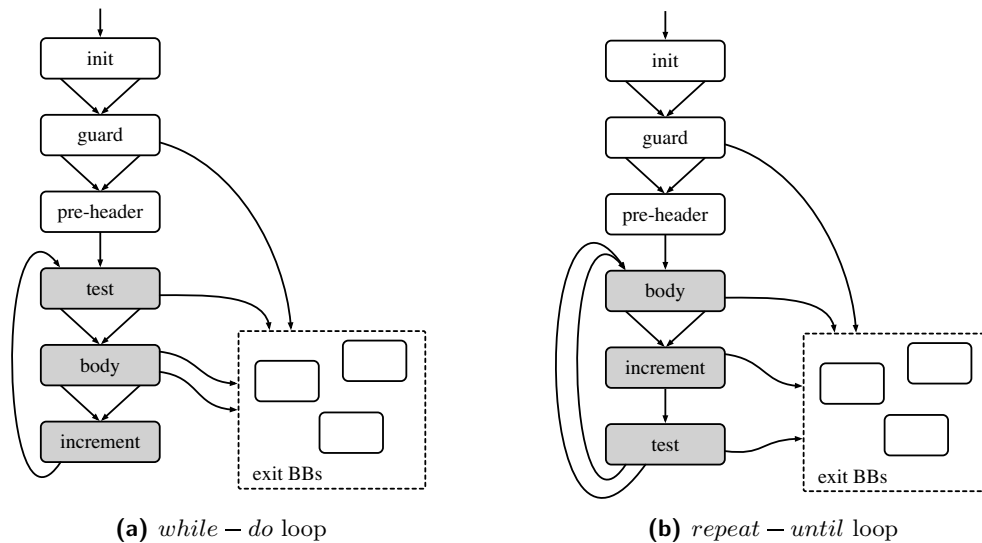 init
guard
pre-header
test
body
increment
exit BBs
(a) while – do loop
init
guard
pre-header
body
increment
test
exit BBs
(b) repeat – until loop